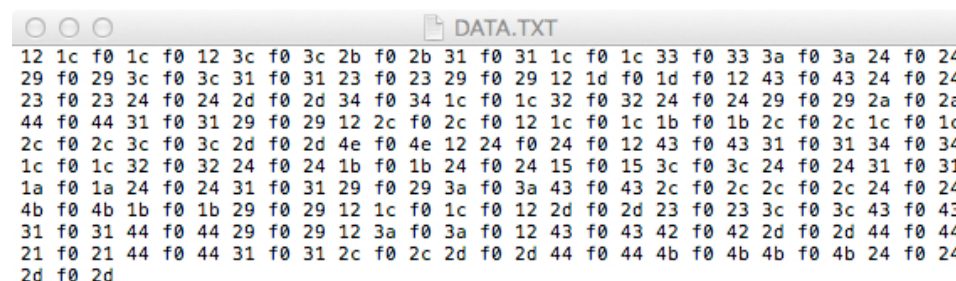 DATA.TXT
12 1c f0 1c f0 12 3c f0 3c 2b f0 2b 31 f0 31 1c f0 1c 33 f0 33 3a f0 3a 24 f0 24
29 f0 29 3c f0 3c 31 f0 31 23 f0 23 29 f0 29 12 1d f0 1d f0 12 43 f0 43 24 f0 24
23 f0 23 24 f0 24 2d f0 2d 34 f0 34 1c f0 1c 32 f0 32 24 f0 24 29 f0 29 2a f0 2a
44 f0 44 31 f0 31 29 f0 29 12 2c f0 2c f0 12 1c f0 1c 1b f0 1b 2c f0 2c 1c f0 1c
2c f0 2c 3c f0 3c 2d f0 2d 4e f0 4e 12 24 f0 24 f0 12 43 f0 43 31 f0 31 34 f0 34
1c f0 1c 32 f0 32 24 f0 24 1b f0 1b 24 f0 24 15 f0 15 3c f0 3c 24 f0 24 31 f0 31
1a f0 1a 24 f0 24 31 f0 31 29 f0 29 3a f0 3a 43 f0 43 2c f0 2c 2c f0 2c 24 f0 24
4b f0 4b 1b f0 1b 29 f0 29 12 1c f0 1c f0 12 2d f0 2d 23 f0 23 3c f0 3c 43 f0 43
31 f0 31 44 f0 44 29 f0 29 12 3a f0 3a f0 12 43 f0 43 42 f0 42 2d f0 2d 44 f0 44
21 f0 21 44 f0 44 31 f0 31 2c f0 2c 2d f0 2d 44 f0 44 4b f0 4b 4b f0 4b 24 f0 24
2d f0 2d